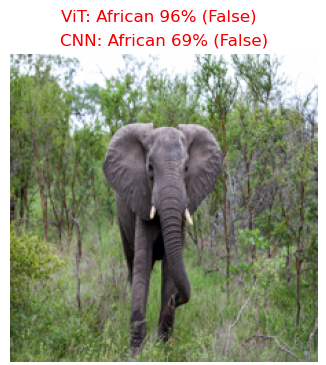 ViT: African 96% (False)
CNN: African 69% (False)